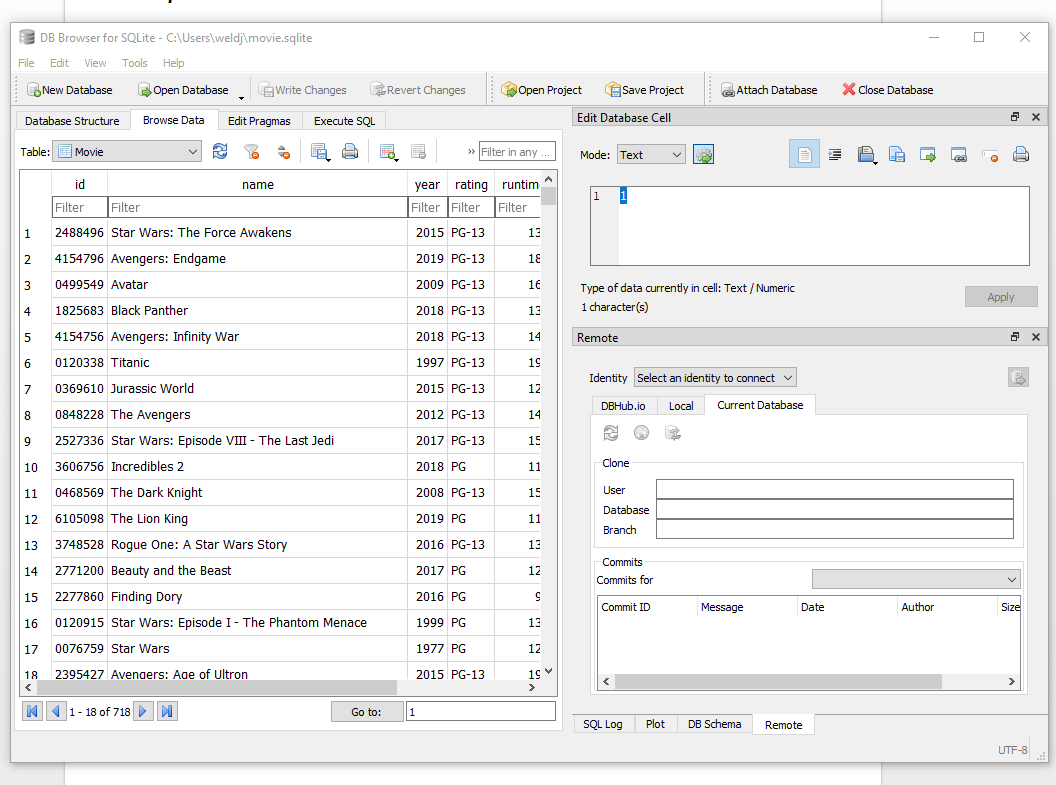 DB Browser for SQLite - C:\Users\weldj\movie.sqlite
File Edit View Tools Help
New Database Open Database Write Changes Revert Changes Open Project Save Project Attach Database Close Database
Database Structure Browse Data Edit Pragmas Execute SQL
Table: Movie » Filter in any ...
id name year rating runtim
Filter Filter Filter Filter Filter
1 2488496 Star Wars: The Force Awakens 2015 PG-13 13
2 4154796 Avengers: Endgame 2019 PG-13 18
3 0499549 Avatar 2009 PG-13 16
4 1825683 Black Panther 2018 PG-13 13
5 4154756 Avengers: Infinity War 2018 PG-13 14
6 0120338 Titanic 1997 PG-13 19
7 0369610 Jurassic World 2015 PG-13 12
8 0848228 The Avengers 2012 PG-13 14
9 2527336 Star Wars: Episode VIII - The Last Jedi 2017 PG-13 15
10 3606756 Incredibles 2 2018 PG 11
11 0468569 The Dark Knight 2008 PG-13 15
12 6105098 The Lion King 2019 PG 11
13 3748528 Rogue One: A Star Wars Story 2016 PG-13 13
14 2771200 Beauty and the Beast 2017 PG 12
15 2277860 Finding Dory 2016 PG 9
16 0120915 Star Wars: Episode I - The Phantom Menace 1999 PG 13
17 0076759 Star Wars 1977 PG 12
18 2395427 Avengers: Age of Ultron 2015 PG-13 19
1 - 18 of 718 Go to: 1
Edit Database Cell
Mode: Text
1 1
Type of data currently in cell: Text / Numeric
1 character(s)
Apply
Remote
Identity Select an identity to connect
DBHub.io Local Current Database
Clone
User
Database
Branch
Commits
Commits for
Commit ID Message Date Author Size
SQL Log Plot DB Schema Remote
UTF-8